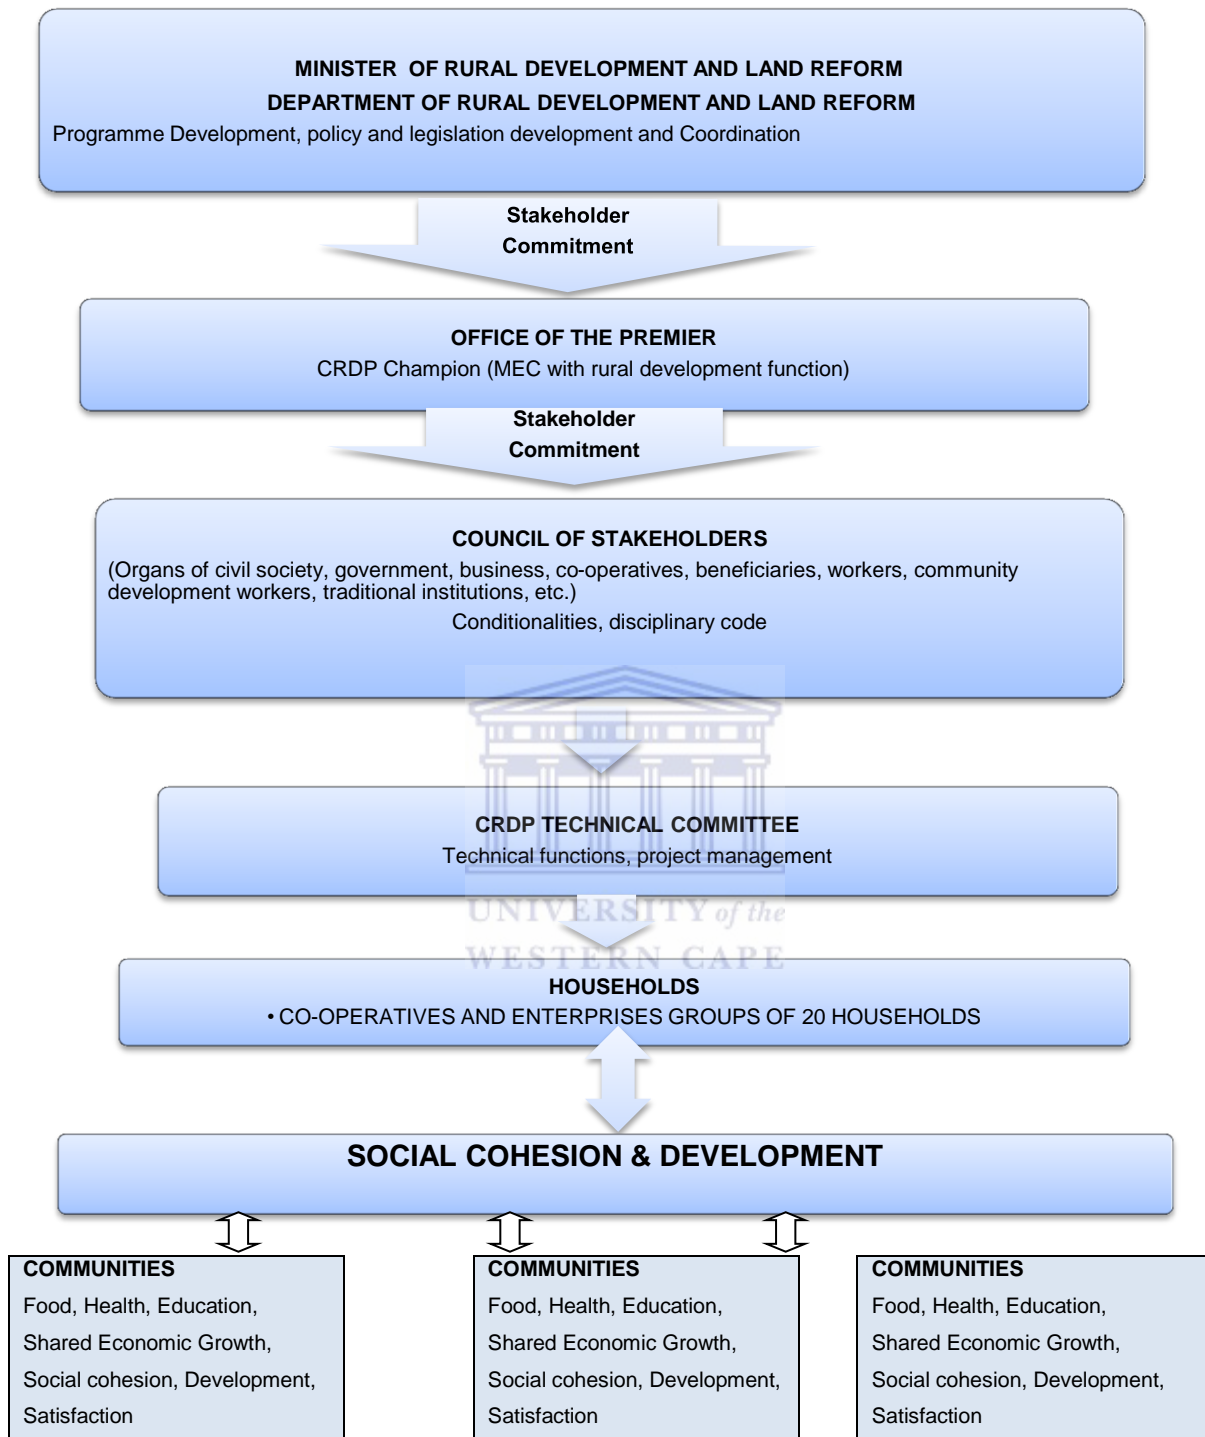 MINISTER OF RURAL DEVELOPMENT AND LAND REFORM
DEPARTMENT OF RURAL DEVELOPMENT AND LAND REFORM
Programme Development, policy and legislation development and Coordination
Stakeholder
Commitment
OFFICE OF THE PREMIER
CRDP Champion (MEC with rural development function)
Stakeholder
Commitment
COUNCIL OF STAKEHOLDERS
(Organs of civil society, government, business, co-operatives, beneficiaries, workers, community
development workers, traditional institutions, etc.)
Conditionalities, disciplinary code
CRDP TECHNICAL COMMITTEE
Technical functions, project management
UNIVERSITY of the
WESTERN CAPE
HOUSEHOLDS
• CO-OPERATIVES AND ENTERPRISES GROUPS OF 20 HOUSEHOLDS
SOCIAL COHESION & DEVELOPMENT
COMMUNITIES
Food, Health, Education,
Shared Economic Growth,
Social cohesion, Development,
Satisfaction
COMMUNITIES
Food, Health, Education,
Shared Economic Growth,
Social cohesion, Development,
Satisfaction
COMMUNITIES
Food, Health, Education,
Shared Economic Growth,
Social cohesion, Development,
Satisfaction